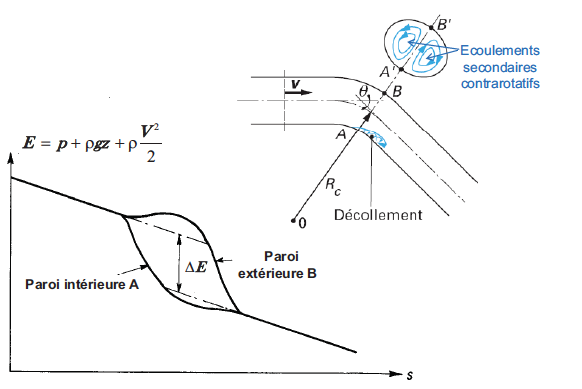 B'
Ecoulements
secondaires
contrarotatifs
A'
V
θ
B
A
E = p + ρgz + ρ V² / 2
R_c
0
Décollement
ΔE
Paroi
extérieure B
Paroi intérieure A
s